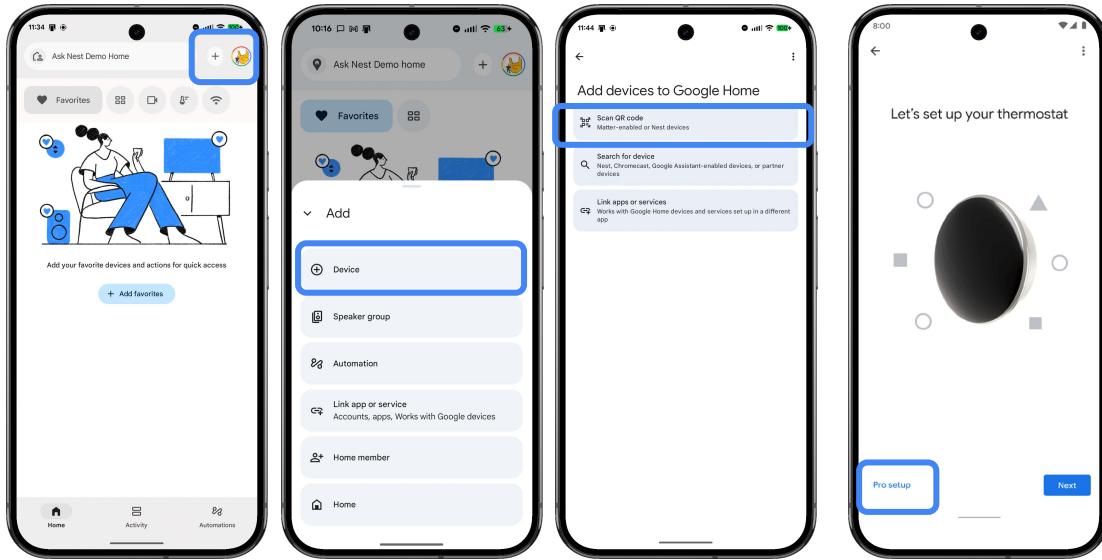 11:34
100+
Ask Nest Demo Home
Favorites
Add your favorite devices and actions for quick access
+ Add favorites
Home
Activity
Automations
10:16
63+
Ask Nest Demo home
Favorites
Add
Device
Speaker group
Automation
Link app or service
Accounts, apps, Works with Google devices
Home member
Home
11:44
100+
Add devices to Google Home
Scan QR code
Matter-enabled or Nest devices
Search for device
Nest, Chromecast, Google Assistant-enabled devices, or partner
devices
Link apps or services
Works with Google Home devices and services set up in a different
app
8:00
Let's set up your thermostat
Pro setup
Next